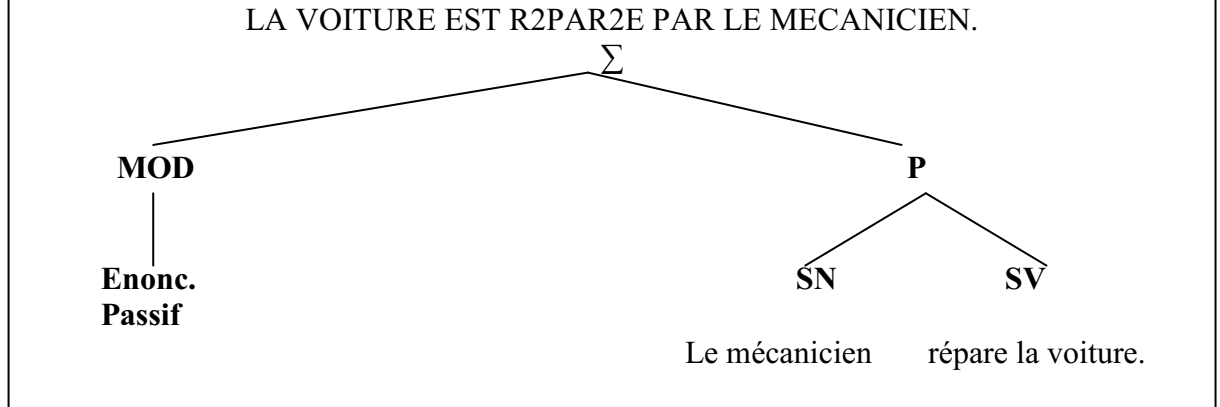 LA VOITURE EST R2PAR2E PAR LE MECANICIEN.
∑
MOD P
Enonc. SN SV
Passif
Le mécanicien répare la voiture.